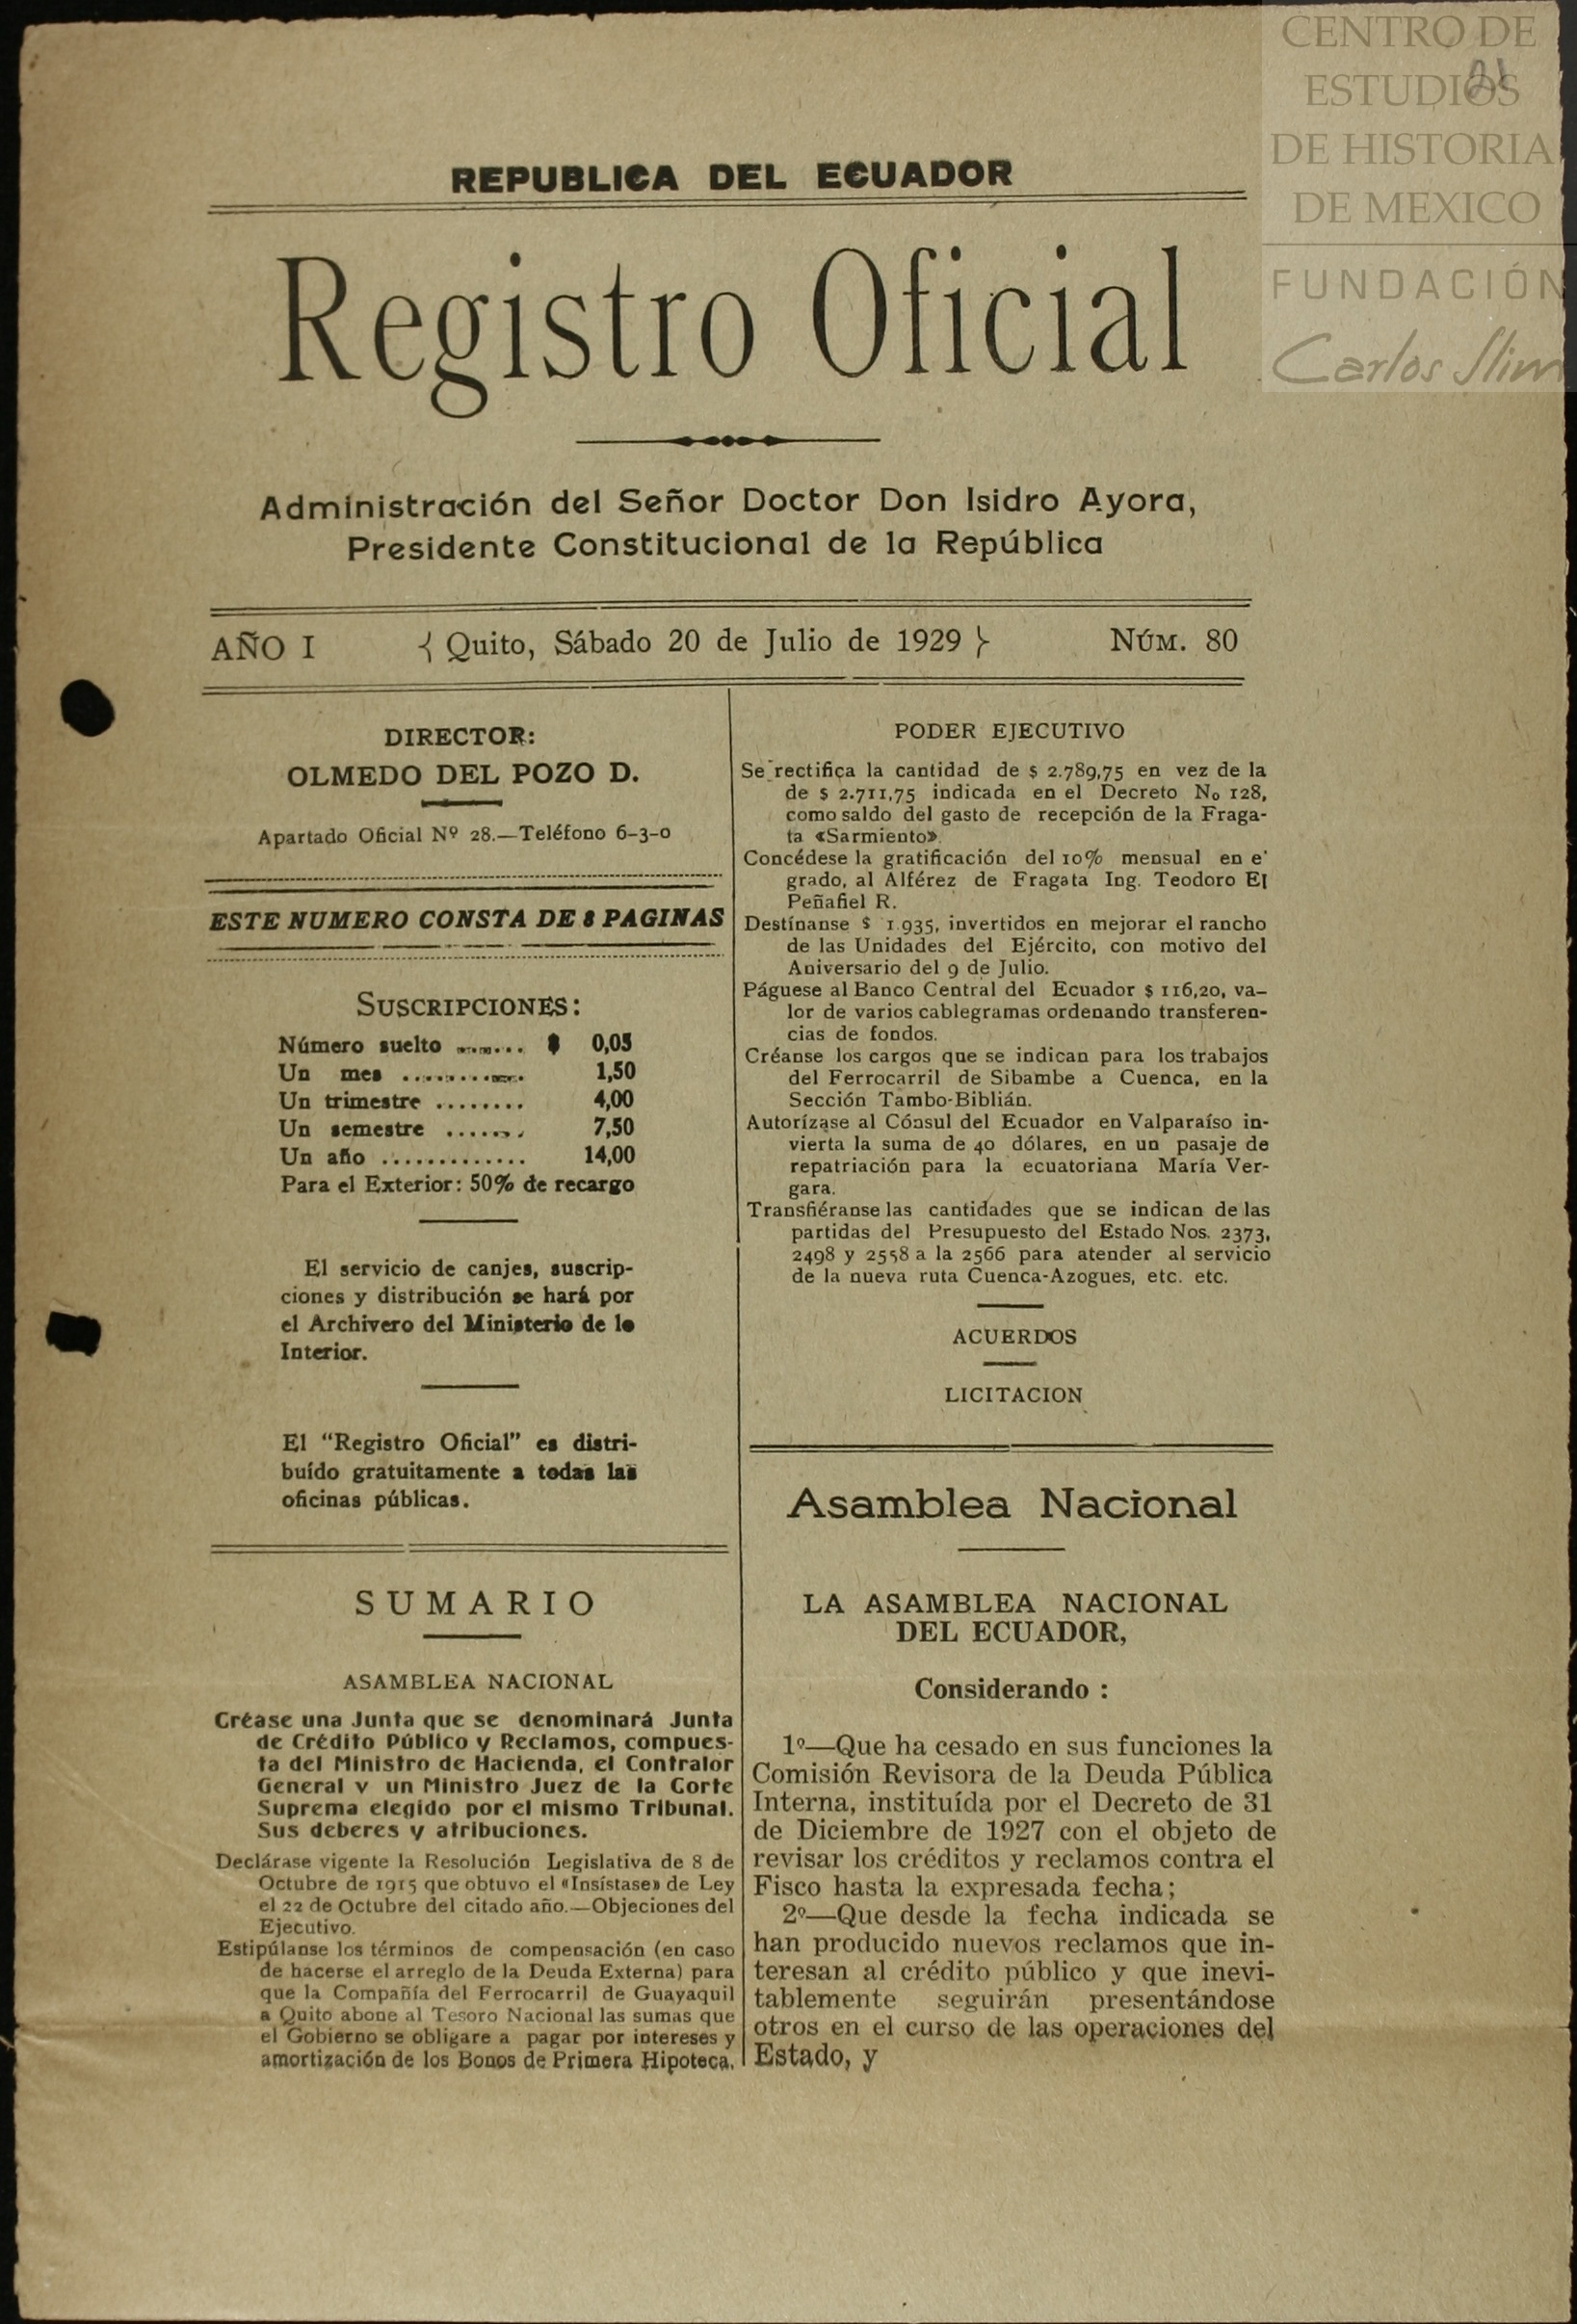 CENTRO DE
ESTUDIOS
DE HISTORIA
DE MEXICO
FUNDACIÓN
Carlos Slim
21
REPUBLICA DEL ECUADOR
Registro Oficial
Administración del Señor Doctor Don Isidro Ayora,
Presidente Constitucional de la República
AÑO I { Quito, Sábado 20 de Julio de 1929 } NÚM. 80
DIRECTOR:
OLMEDO DEL POZO D.
Apartado Oficial Nº 28.—Teléfono 6-3-0
ESTE NUMERO CONSTA DE 8 PAGINAS
SUSCRIPCIONES:
Número suelto ....... $ 0,05
Un mes ............. 1,50
Un trimestre ........ 4,00
Un semestre ....... 7,50
Un año ............. 14,00
Para el Exterior: 50% de recargo
El servicio de canjes, suscrip-
ciones y distribución se hará por
el Archivero del Ministerio de lo
Interior.
El "Registro Oficial" es distri-
buído gratuitamente a todas las
oficinas públicas.
SUMARIO
ASAMBLEA NACIONAL
Créase una Junta que se denominará Junta
de Crédito Público y Reclamos, compues-
ta del Ministro de Hacienda, el Contralor
General y un Ministro Juez de la Corte
Suprema elegido por el mismo Tribunal.
Sus deberes y atribuciones.
Declárase vigente la Resolución Legislativa de 8 de
Octubre de 1915 que obtuvo el «Insístase» de Ley
el 22 de Octubre del citado año.—Objeciones del
Ejecutivo.
Estipúlanse los términos de compensación (en caso
de hacerse el arreglo de la Deuda Externa) para
que la Compañía del Ferrocarril de Guayaquil
a Quito abone al Tesoro Nacional las sumas que
el Gobierno se obligare a pagar por intereses y
amortización de los Bonos de Primera Hipoteca.
PODER EJECUTIVO
Se rectifica la cantidad de $ 2.789,75 en vez de la
de $ 2.711,75 indicada en el Decreto No 128,
como saldo del gasto de recepción de la Fraga-
ta «Sarmiento».
Concédese la gratificación del 10% mensual en e'
grado, al Alférez de Fragata Ing. Teodoro El
Peñafiel R.
Destínanse $ 1.935, invertidos en mejorar el rancho
de las Unidades del Ejército, con motivo del
Aniversario del 9 de Julio.
Páguese al Banco Central del Ecuador $ 116,20, va-
lor de varios cablegramas ordenando transferen-
cias de fondos.
Créanse los cargos que se indican para los trabajos
del Ferrocarril de Sibambe a Cuenca, en la
Sección Tambo-Biblián.
Autorízase al Cónsul del Ecuador en Valparaíso in-
vierta la suma de 40 dólares, en un pasaje de
repatriación para la ecuatoriana María Ver-
gara.
Transfiéranse las cantidades que se indican de las
partidas del Presupuesto del Estado Nos. 2373,
2498 y 2558 a la 2566 para atender al servicio
de la nueva ruta Cuenca-Azogues, etc. etc.
ACUERDOS
LICITACION
Asamblea Nacional
LA ASAMBLEA NACIONAL
DEL ECUADOR,
Considerando :
1º—Que ha cesado en sus funciones la
Comisión Revisora de la Deuda Pública
Interna, instituída por el Decreto de 31
de Diciembre de 1927 con el objeto de
revisar los créditos y reclamos contra el
Fisco hasta la expresada fecha;
2º—Que desde la fecha indicada se
han producido nuevos reclamos que in-
teresan al crédito público y que inevi-
tablemente seguirán presentándose
otros en el curso de las operaciones del
Estado, y